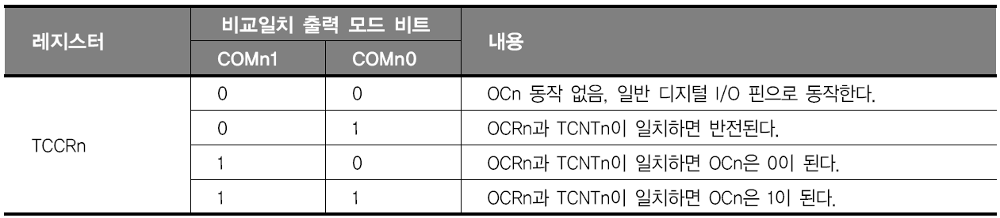 레지스터 비교일치 출력 모드 비트 내용
COMn1 COMn0
TCCRn
0 0 OCn 동작 없음, 일반 디지털 I/O 핀으로 동작한다.
0 1 OCRn과 TCNTn이 일치하면 반전된다.
1 0 OCRn과 TCNTn이 일치하면 OCn은 0이 된다.
1 1 OCRn과 TCNTn이 일치하면 OCn은 1이 된다.